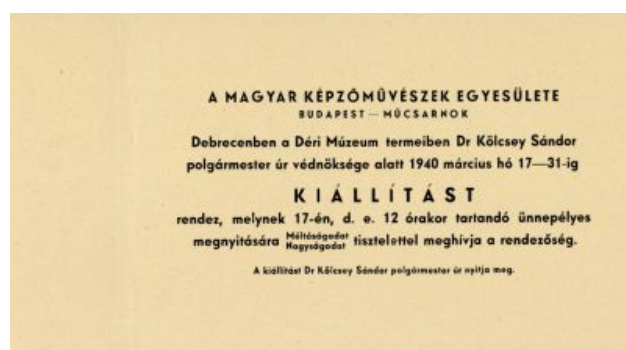 A MAGYAR KÉPZŐMŰVÉSZEK EGYESÜLETE
BUDAPEST — MŰCSARNOK
Debrecenben a Déri Múzeum termeiben Dr Kölcsey Sándor
polgármester úr védnöksége alatt 1940 március hó 17—31-ig
KIÁLLÍTÁST
rendez, melynek 17-én, d. e. 12 órakor tartandó ünnepélyes
megnyitására Méltóságodat Nagyságodat tisztelettel meghívja a rendezőség.
A kiállítást Dr Kölcsey Sándor polgármester úr nyitja meg.